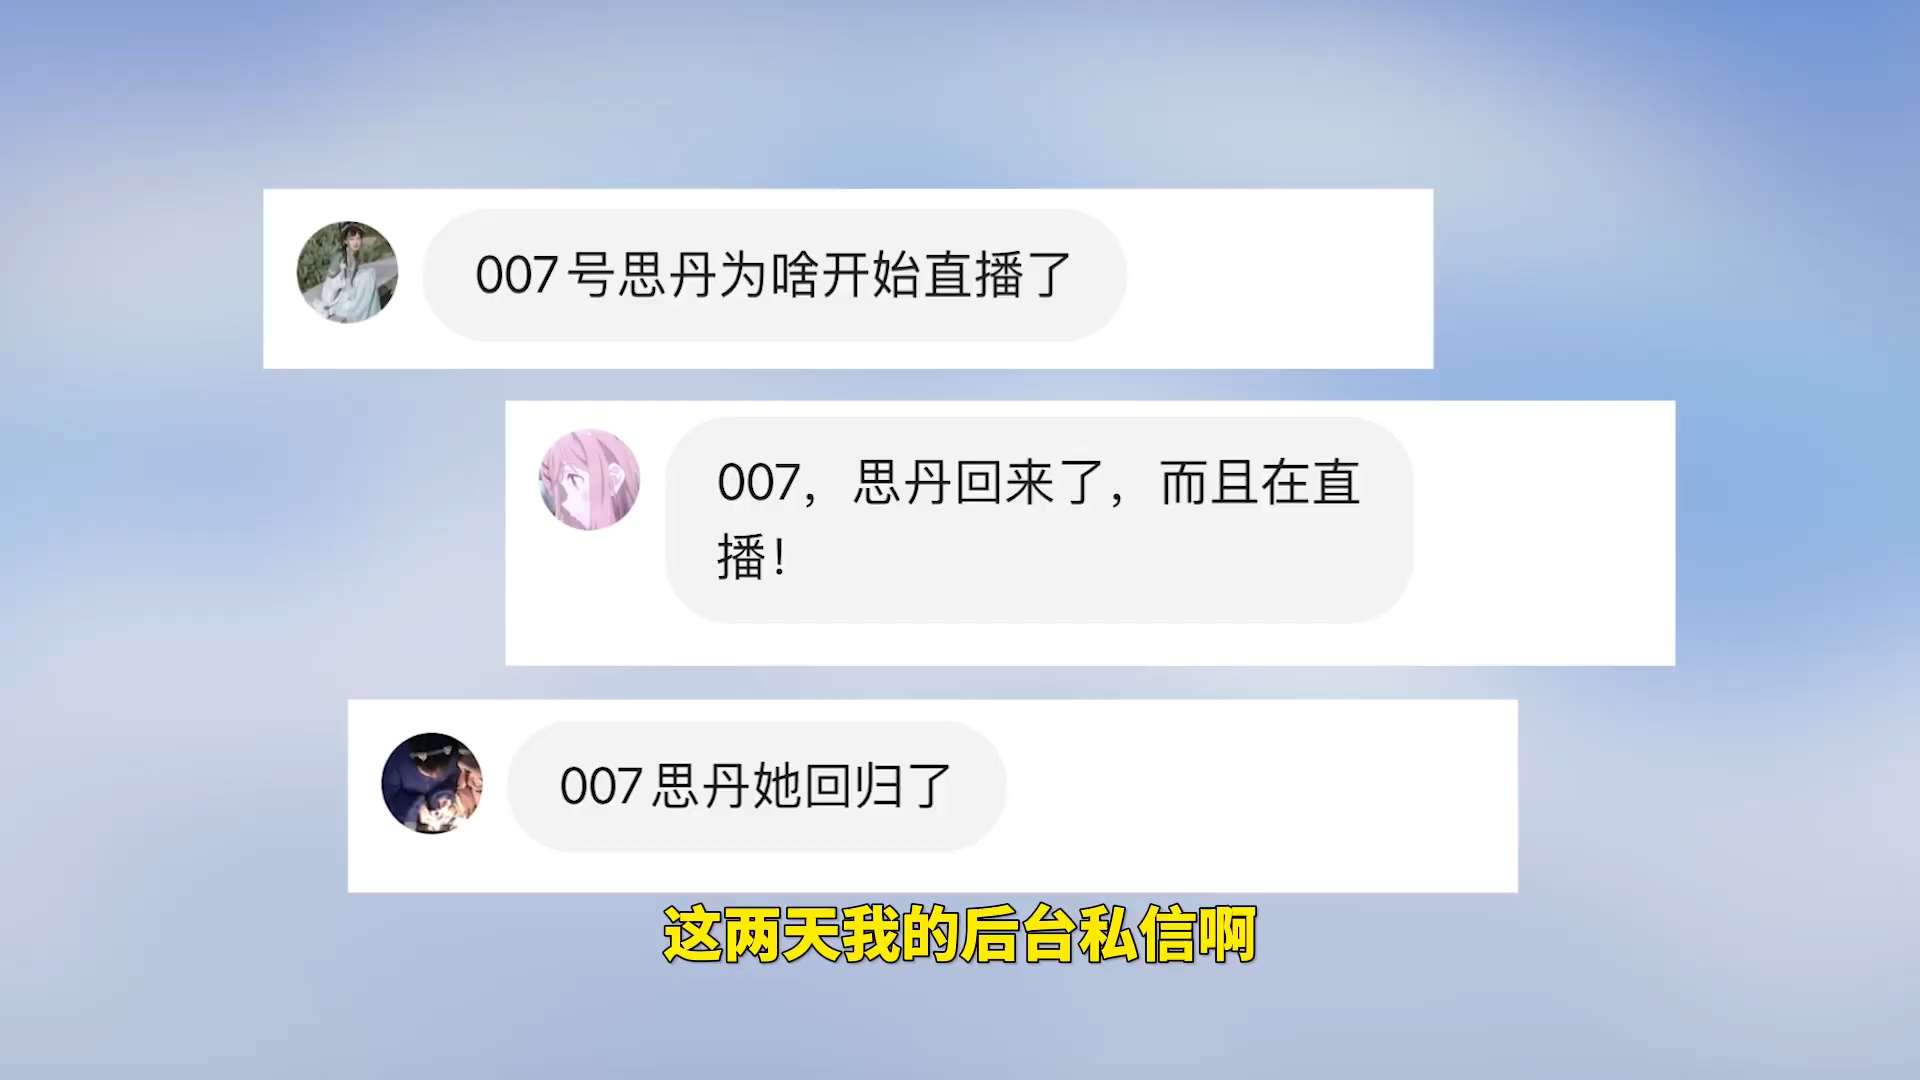 007号思丹为啥开始直播了
007，思丹回来了，而且在直
播！
007思丹她回归了
这两天我的后台私信啊